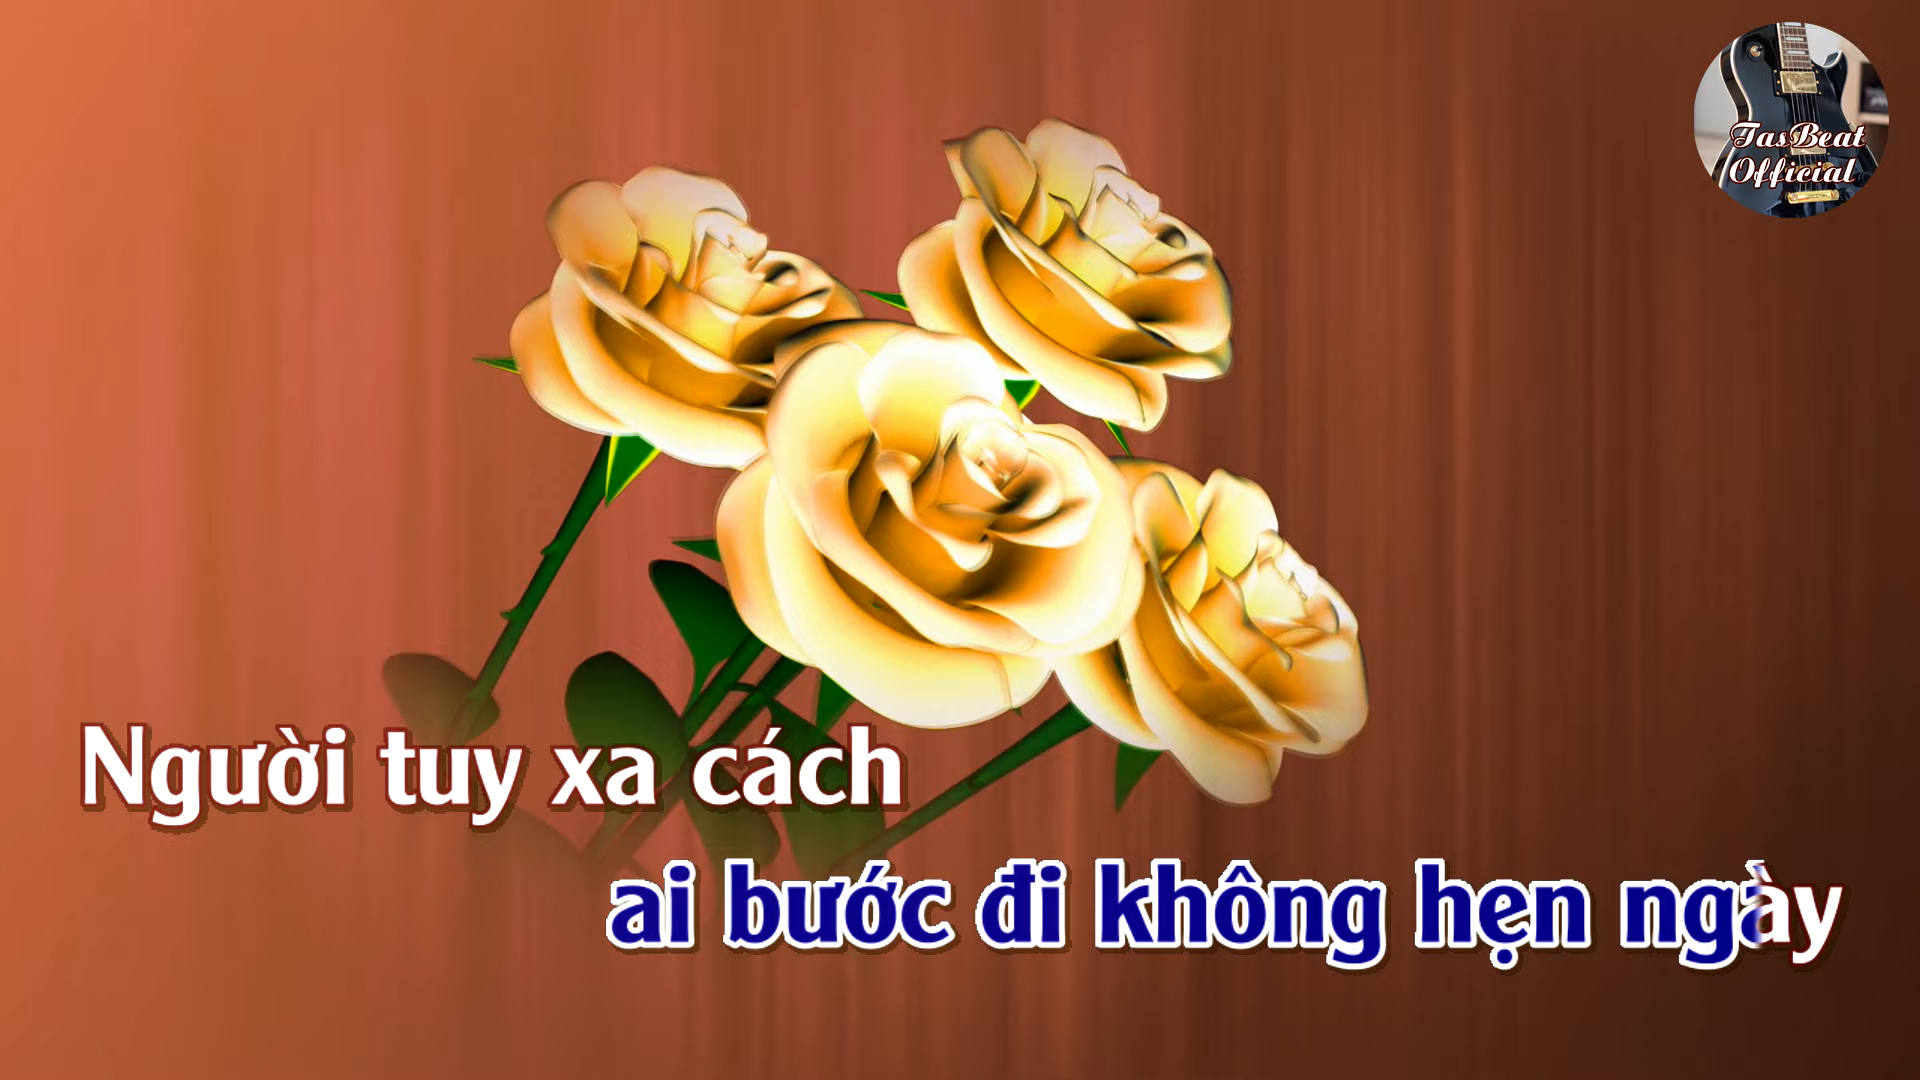 TasBeat
Official
Người tuy xa cách
ai bước đi không hẹn ngày